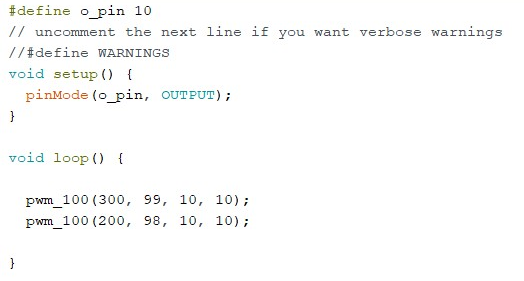 #define o_pin 10
// uncomment the next line if you want verbose warnings
//#define WARNINGS
void setup() {
  pinMode(o_pin, OUTPUT);
}
void loop() {
  pwm_100(300, 99, 10, 10);
  pwm_100(200, 98, 10, 10);
}